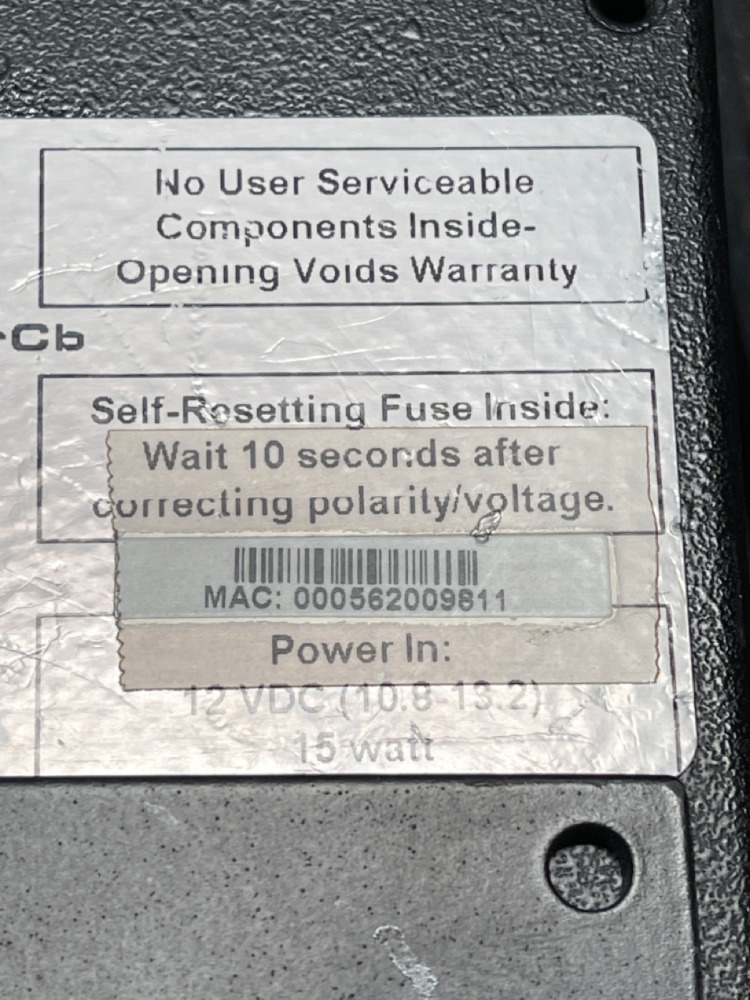 No User Serviceable
Components Inside-
Opening Voids Warranty
-Cb
Self-Resetting Fuse Inside:
Wait 10 seconds after
correcting polarity/voltage.
MAC: 000562009811
Power In:
12 VDC (10.8-13.2)
15 watt